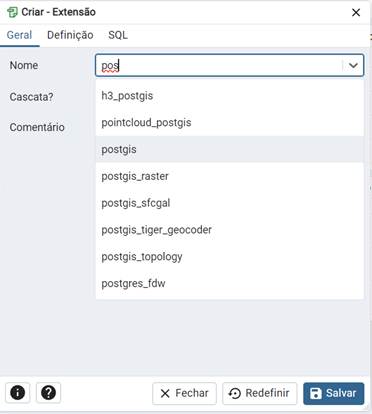 Criar - Extensão
Geral Definição SQL
Nome pos
Cascata?
Comentário
h3_postgis
pointcloud_postgis
postgis
postgis_raster
postgis_sfcgal
postgis_tiger_geocoder
postgis_topology
postgres_fdw
Fechar Redefinir Salvar